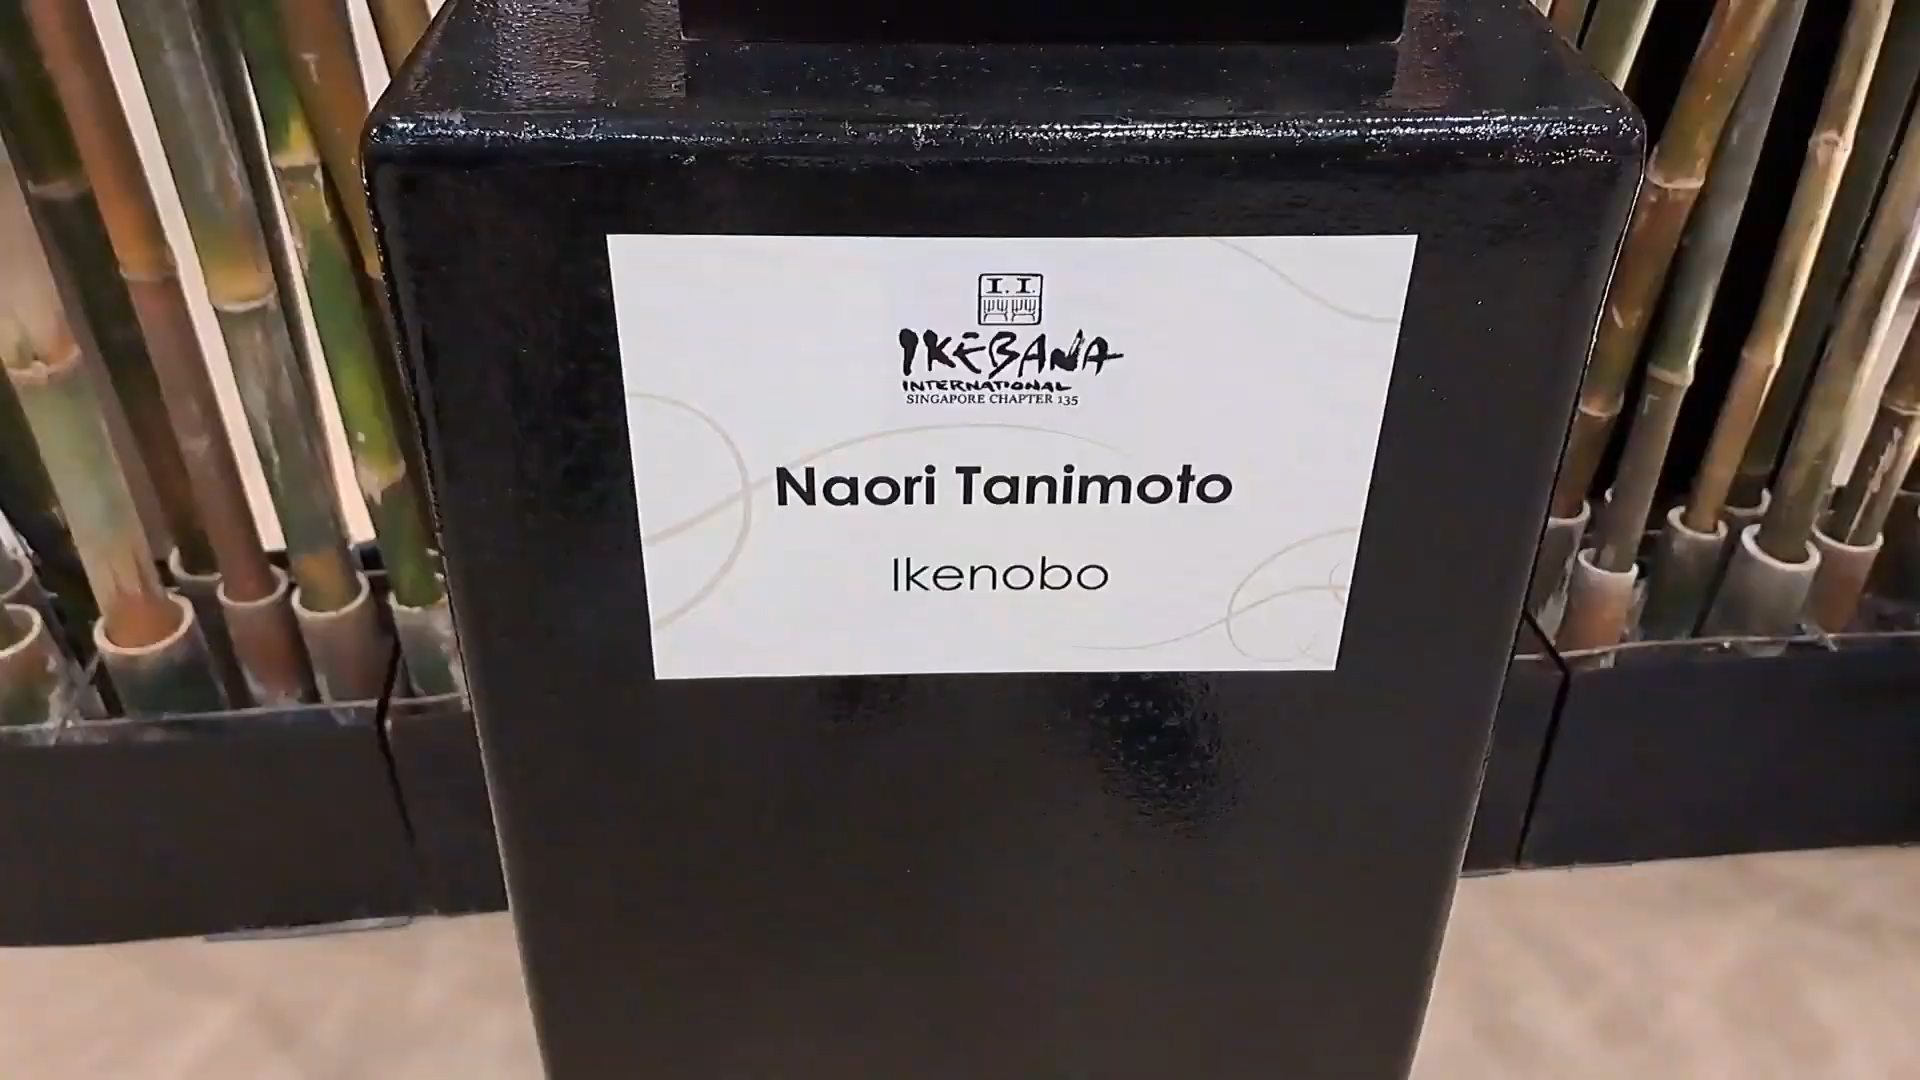 I.I.
IKEBANA
INTERNATIONAL
SINGAPORE CHAPTER 135
Naori Tanimoto
Ikenobo